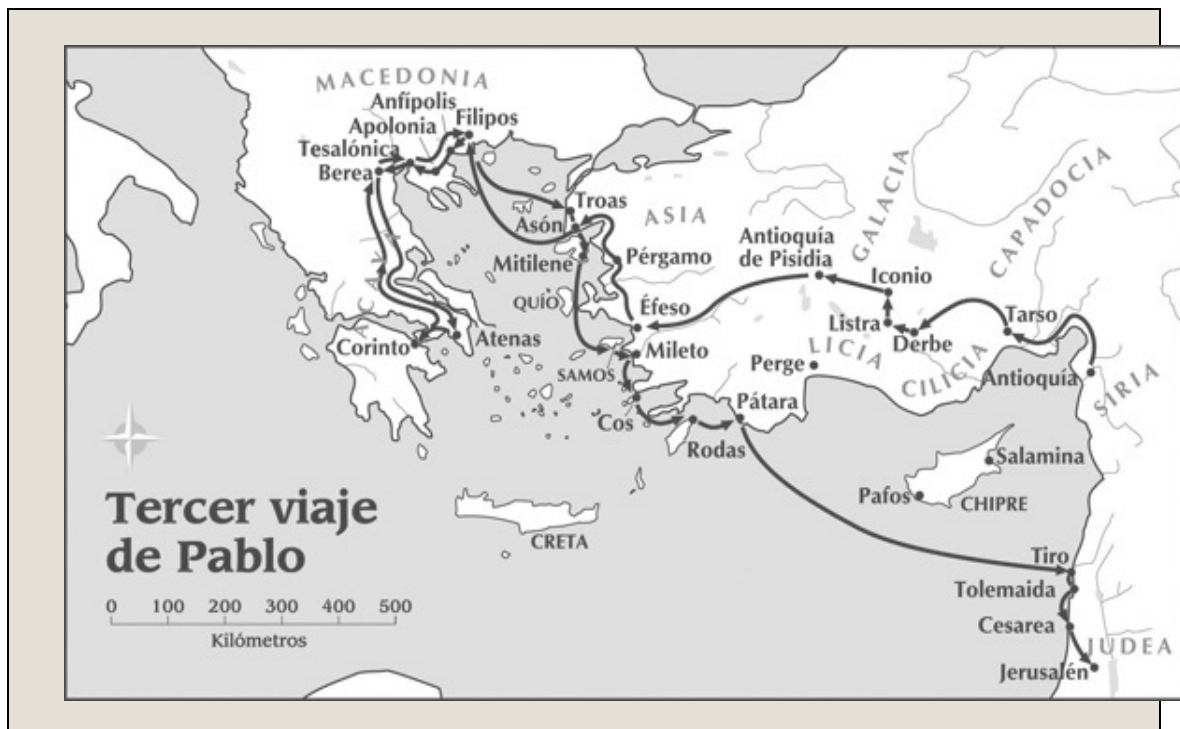 MACEDONIA
Anfípolis
Filipos
Apolonia
Tesalónica
Berea
Troas
Asón
ASIA
GALACIA
CAPADOCIA
Mitilene
Pérgamo
Antioquía
de Pisidia
Iconio
QUÍO
Éfeso
Listra
Derbe
Tarso
ACAYA
Atenas
Corinto
Mileto
LICIA
SAMOS
Perge
CILICIA
Antioquía
SIRIA
Cos
Rodas
Pátara
Salamina
Pafos
CHIPRE
Tercer viaje
de Pablo
CRETA
Tiro
Tolemaida
0 100 200 300 400 500
Kilómetros
Cesarea
JUDEA
Jerusalén